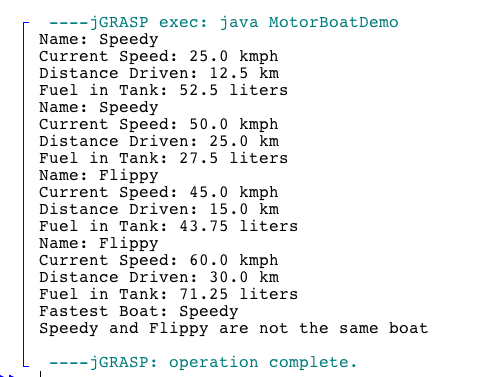 ----jGRASP exec: java MotorBoatDemo
Name: Speedy
Current Speed: 25.0 kmph
Distance Driven: 12.5 km
Fuel in Tank: 52.5 liters
Name: Speedy
Current Speed: 50.0 kmph
Distance Driven: 25.0 km
Fuel in Tank: 27.5 liters
Name: Flippy
Current Speed: 45.0 kmph
Distance Driven: 15.0 km
Fuel in Tank: 43.75 liters
Name: Flippy
Current Speed: 60.0 kmph
Distance Driven: 30.0 km
Fuel in Tank: 71.25 liters
Fastest Boat: Speedy
Speedy and Flippy are not the same boat
----jGRASP: operation complete.